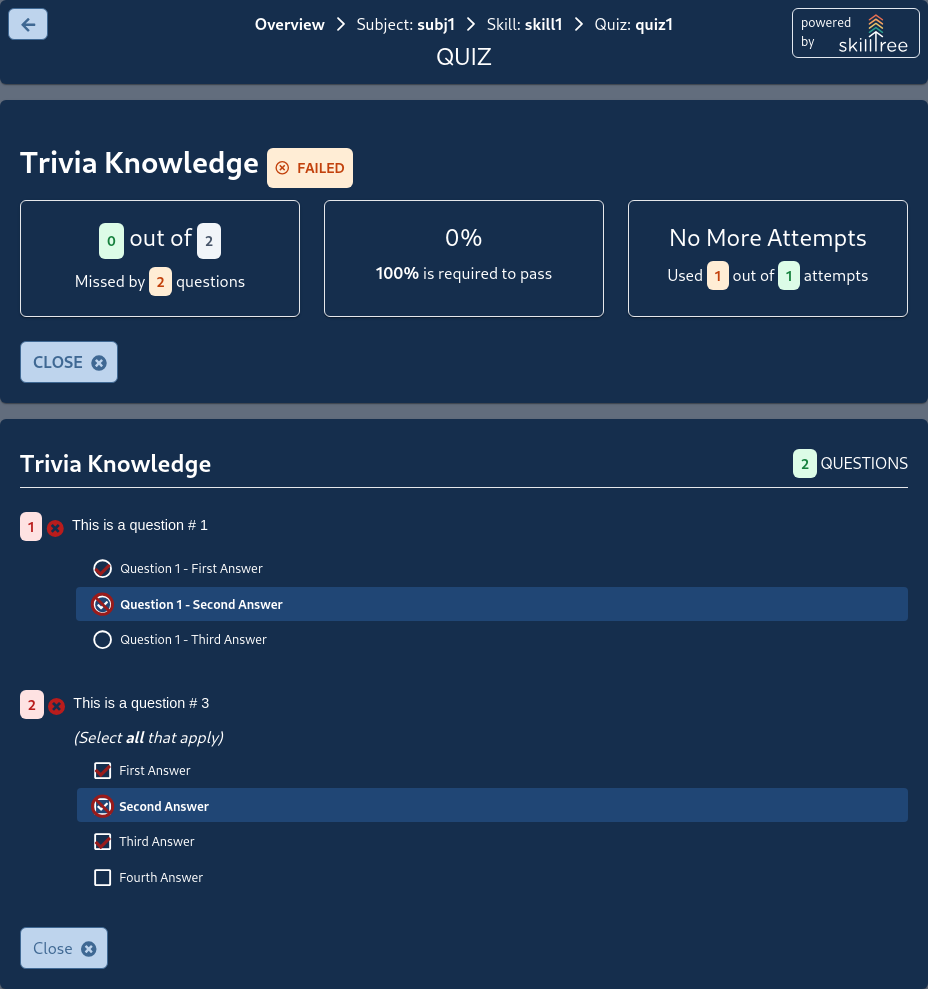 Overview > Subject: subj1 > Skill: skill1 > Quiz: quiz1
QUIZ
powered by skilltree
Trivia Knowledge FAILED
0 out of 2
Missed by 2 questions
0%
100% is required to pass
No More Attempts
Used 1 out of 1 attempts
CLOSE
Trivia Knowledge
2 QUESTIONS
1 This is a question # 1
Question 1 - First Answer
Question 1 - Second Answer
Question 1 - Third Answer
2 This is a question # 3
(Select all that apply)
First Answer
Second Answer
Third Answer
Fourth Answer
Close